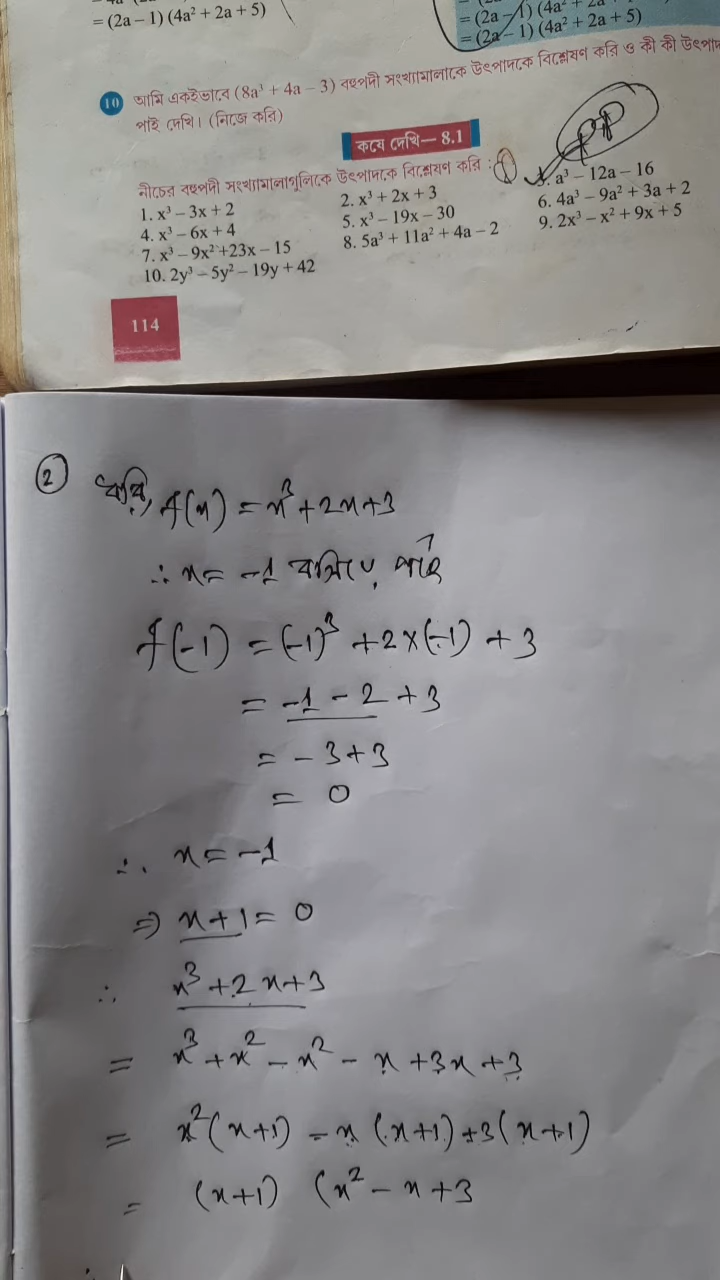 = (2a − 1) (4a² + 2a + 5)
= (2a − 1) (4a² + 2a
= (2a − 1) (4a² + 2a + 5)
10 আমি একইভাবে (8a³ + 4a − 3) বহুপদী সংখ্যামালাকে উৎপাদকে বিশ্লেষণ করি ও কী কী উৎপাদ
পাই দেখি। (নিজে করি)
কষে দেখি— 8.1
নীচের বহুপদী সংখ্যামালাগুলিকে উৎপাদকে বিশ্লেষণ করি :
1. x³ − 3x + 2
2. x³ + 2x + 3
3. a³ − 12a − 16
4. x³ − 6x + 4
5. x³ − 19x − 30
6. 4a³ − 9a² + 3a + 2
7. x³ − 9x² + 23x − 15
8. 5a³ + 11a² + 4a − 2
9. 2x³ − x² + 9x + 5
10. 2y³ − 5y² − 19y + 42
114
② ধরি, f(x) = x³ + 2x + 3
∴ x = −1 বসিয়ে পাই
f(−1) = (−1)³ + 2×(−1) + 3
= −1 − 2 + 3
= −3 + 3
= 0
∴ x = −1
⇒ x + 1 = 0
∴ x³ + 2x + 3
= x³ + x² − x² − x + 3x + 3
= x²(x+1) − x(x+1) + 3(x+1)
= (x+1) (x² − x + 3